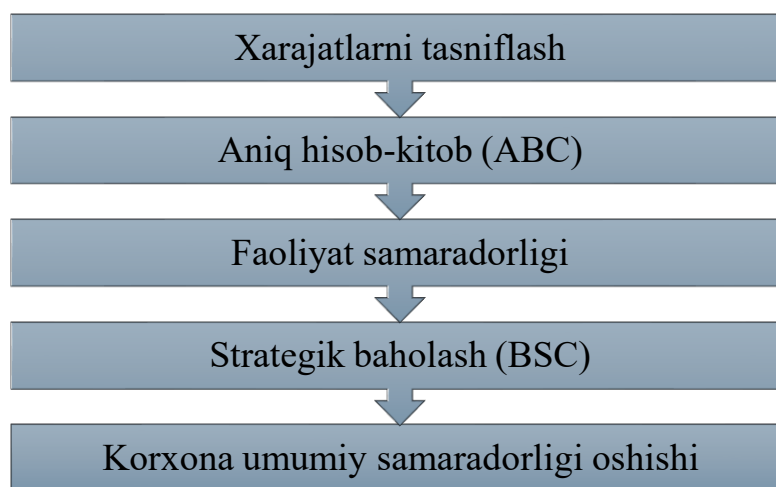 Xarajatlarni tasniflash
Aniq hisob-kitob (ABC)
Faoliyat samaradorligi
Strategik baholash (BSC)
Korxona umumiy samaradorligi oshishi